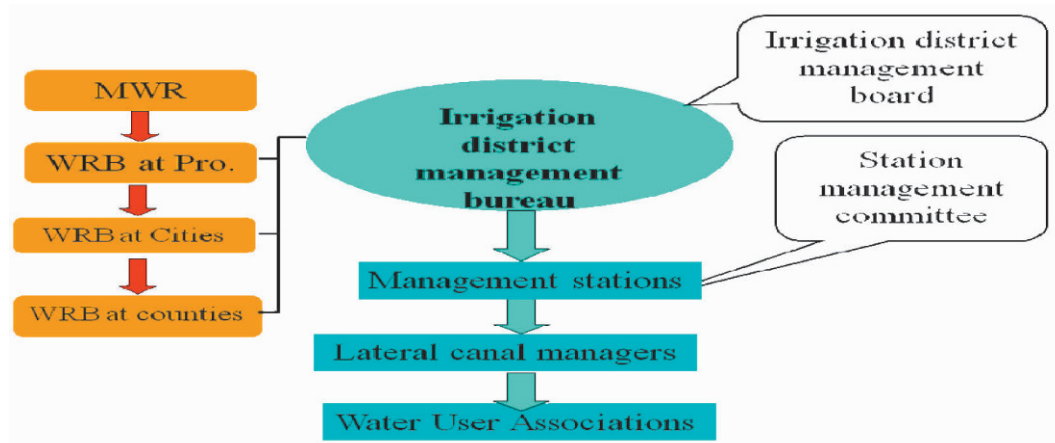 MWR
WRB at Pro.
WRB at Cities
WRB at counties
Irrigation
district
management
bureau
Management stations
Lateral canal managers
Water User Associations
Irrigation district
management
board
Station
management
committee